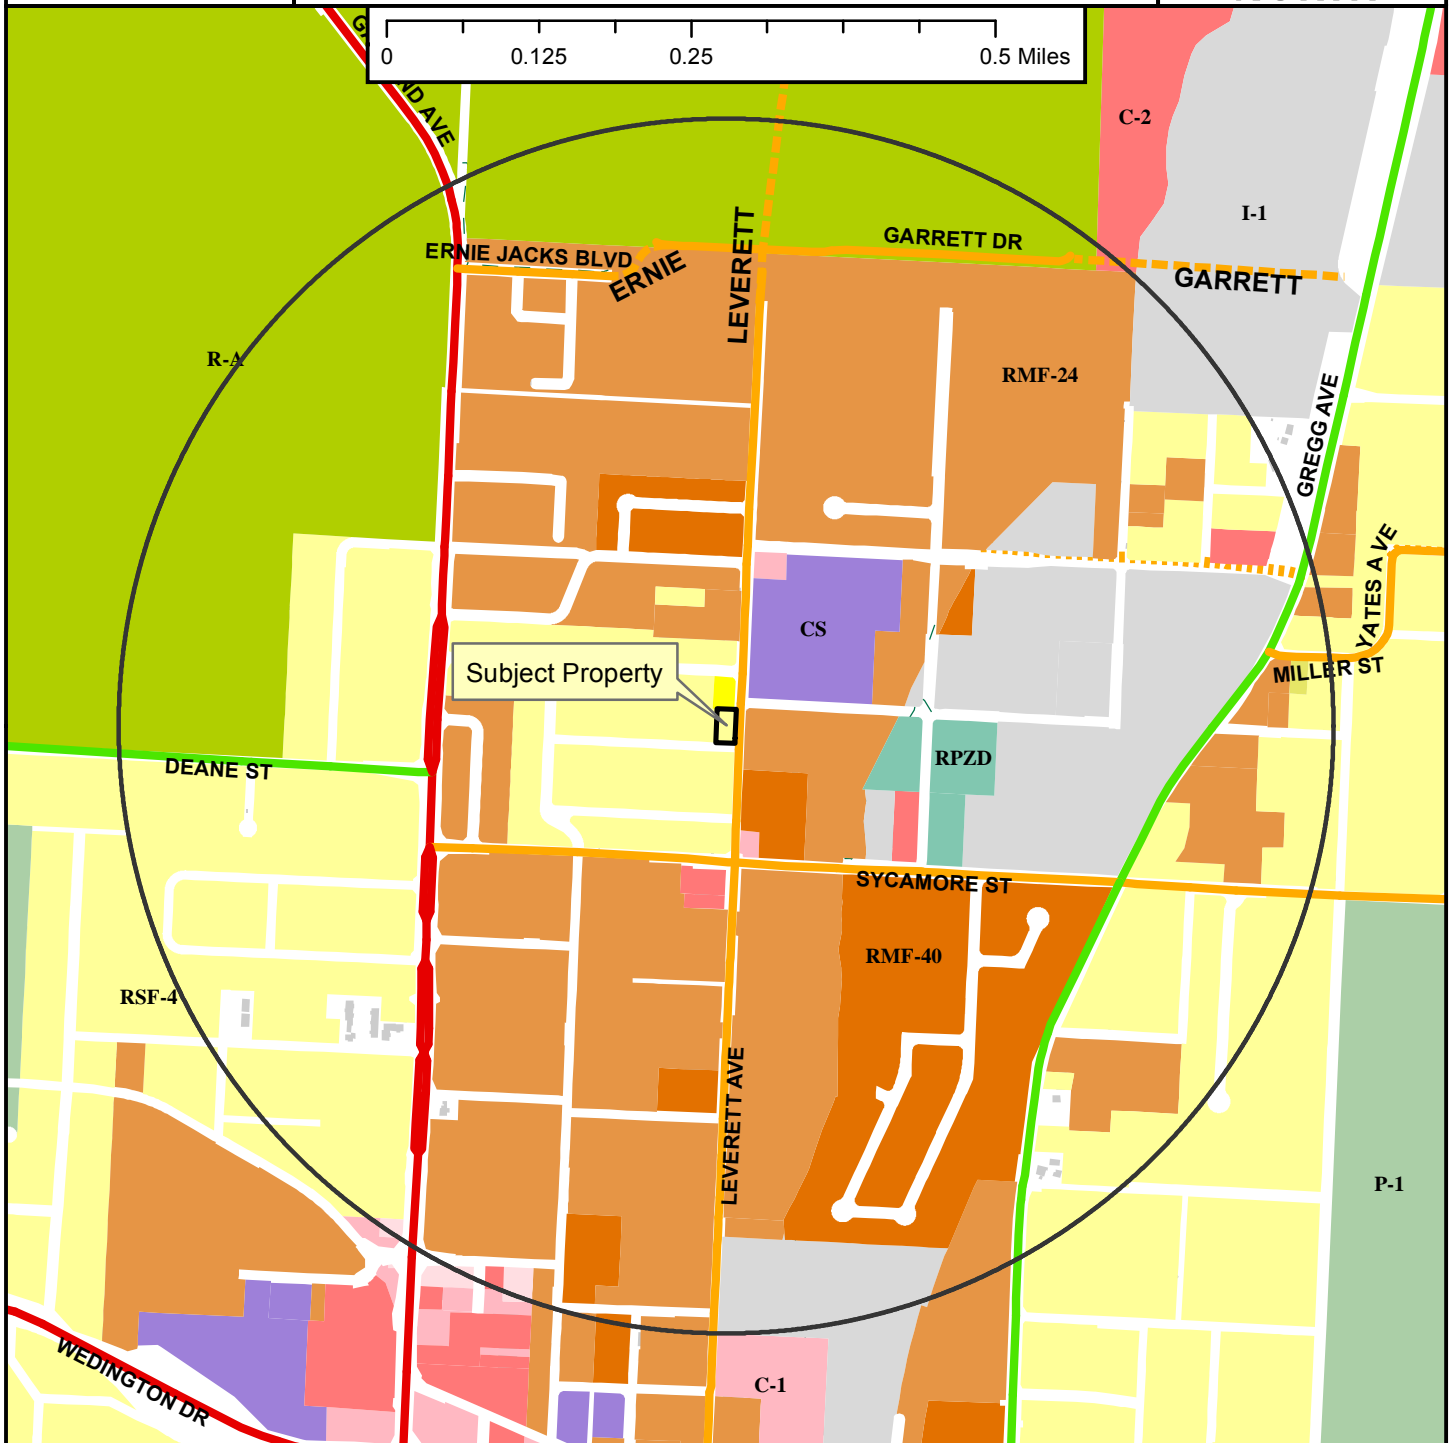 0 0.125 0.25 0.5 Miles
C-2
I-1
ERNIE JACKS BLVD
ERNIE
LEVERETT
GARRETT DR
GARRETT
R-A
RMF-24
GREGG AVE
YATES AVE
CS
Subject Property
MILLER ST
DEANE ST
RPZD
SYCAMORE ST
RMF-40
RSF-4
LEVERETT AVE
P-1
WEDINGTON DR
C-1